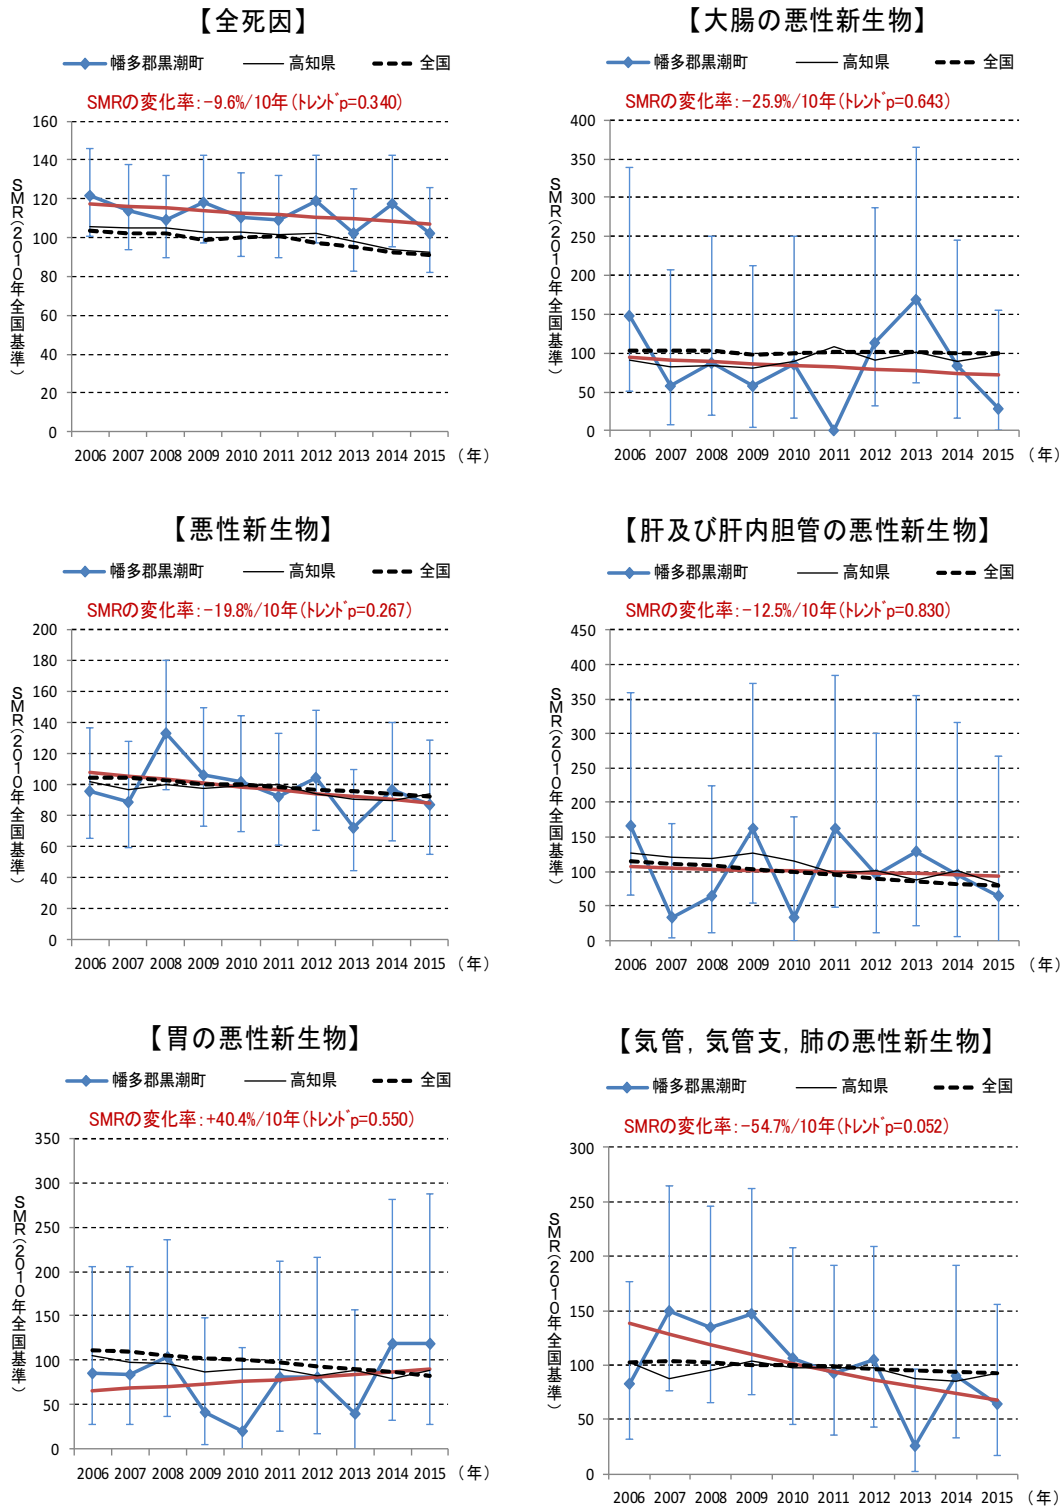 【全死因】
幡多郡黒潮町 高知県 全国
SMRの変化率：-9.6%/10年（ﾄﾚﾝﾄﾞp=0.340）
SMR（2010年全国基準）
160
140
120
100
80
60
40
20
0
2006 2007 2008 2009 2010 2011 2012 2013 2014 2015 （年）
【大腸の悪性新生物】
幡多郡黒潮町 高知県 全国
SMRの変化率：-25.9%/10年（ﾄﾚﾝﾄﾞp=0.643）
SMR（2010年全国基準）
400
350
300
250
200
150
100
50
0
2006 2007 2008 2009 2010 2011 2012 2013 2014 2015 （年）
【悪性新生物】
幡多郡黒潮町 高知県 全国
SMRの変化率：-19.8%/10年（ﾄﾚﾝﾄﾞp=0.267）
SMR（2010年全国基準）
200
180
160
140
120
100
80
60
40
20
0
2006 2007 2008 2009 2010 2011 2012 2013 2014 2015 （年）
【肝及び肝内胆管の悪性新生物】
幡多郡黒潮町 高知県 全国
SMRの変化率：-12.5%/10年（ﾄﾚﾝﾄﾞp=0.830）
SMR（2010年全国基準）
450
400
350
300
250
200
150
100
50
0
2006 2007 2008 2009 2010 2011 2012 2013 2014 2015 （年）
【胃の悪性新生物】
幡多郡黒潮町 高知県 全国
SMRの変化率：+40.4%/10年（ﾄﾚﾝﾄﾞp=0.550）
SMR（2010年全国基準）
350
300
250
200
150
100
50
0
2006 2007 2008 2009 2010 2011 2012 2013 2014 2015 （年）
【気管，気管支，肺の悪性新生物】
幡多郡黒潮町 高知県 全国
SMRの変化率：-54.7%/10年（ﾄﾚﾝﾄﾞp=0.052）
SMR（2010年全国基準）
300
250
200
150
100
50
0
2006 2007 2008 2009 2010 2011 2012 2013 2014 2015 （年）